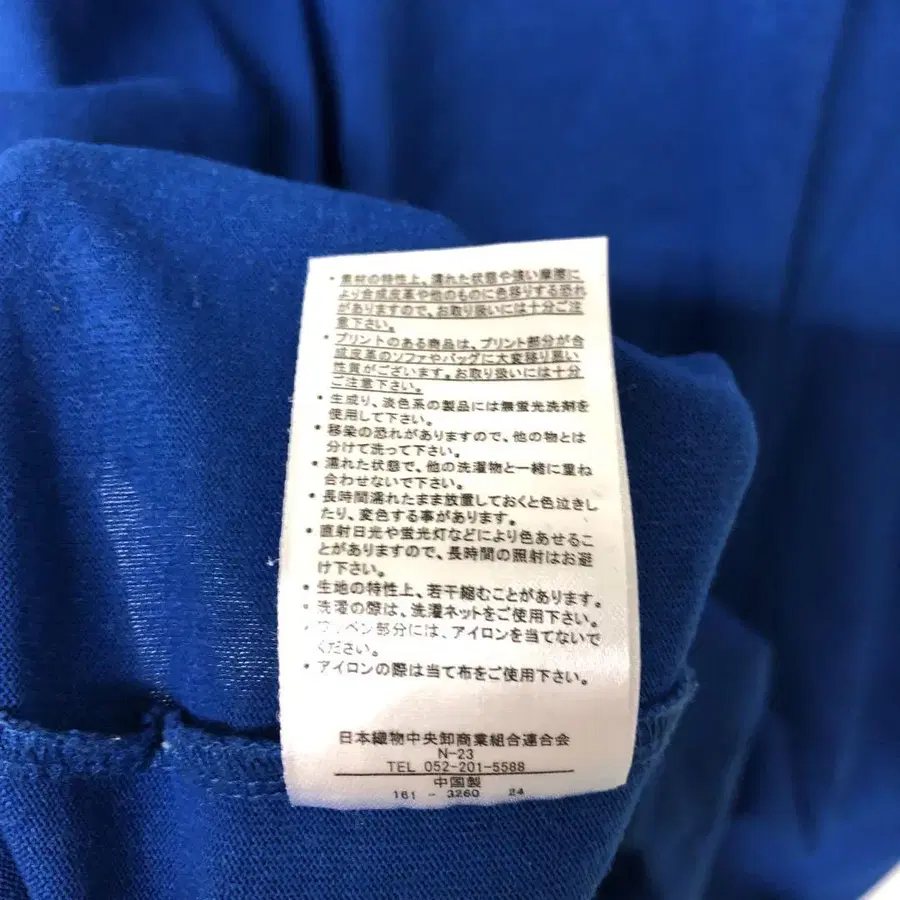 ・素材の特性上、濡れた状態や強い摩擦に
より合成皮革や他のものに色移りする恐れ
がありますので、お取り扱いには十分ご注
意下さい。
・プリントのある商品は、プリント部分が合
成皮革のソファやバッグに大変移り悪い
性質がございます。お取り扱いには十分
ご注意下さい。
・生成り、淡色系の製品には無蛍光洗剤を
使用して下さい。
・移染の恐れがありますので、他の物とは
分けて洗って下さい。
・濡れた状態で、他の洗濯物と一緒に重ね
合わせないで下さい。
・長時間濡れたまま放置しておくと色泣きし
たり、変色する事があります。
・直射日光や蛍光灯などにより色あせるこ
とがありますので、長時間の照射はお避
け下さい。
・生地の特性上、若干縮むことがあります。
・洗濯の際は、洗濯ネットをご使用下さい。
・ワッペン部分には、アイロンを当てないで
ください。
・アイロンの際は当て布をご使用下さい。
日本織物中央卸商業組合連合会
N-23
TEL 052-201-5588
中国製
161 - 3260 24